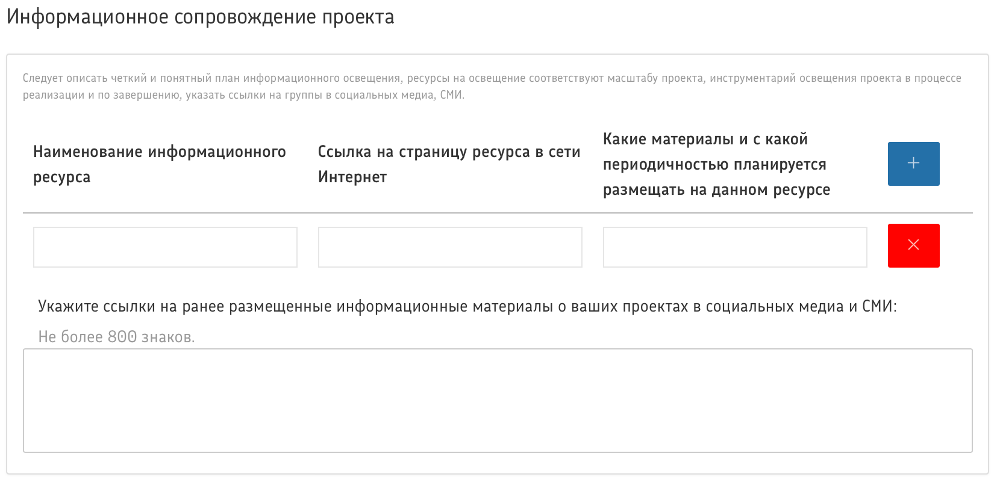 Информационное сопровождение проекта
Следует описать четкий и понятный план информационного освещения, ресурсы на освещение соответствуют масштабу проекта, инструментарий освещения проекта в процессе
реализации и по завершению, указать ссылки на группы в социальных медиа, СМИ.
Наименование информационного
ресурса
Ссылка на страницу ресурса в сети
Интернет
Какие материалы и с какой
периодичностью планируется
размещать на данном ресурсе
Укажите ссылки на ранее размещенные информационные материалы о ваших проектах в социальных медиа и СМИ:
Не более 800 знаков.